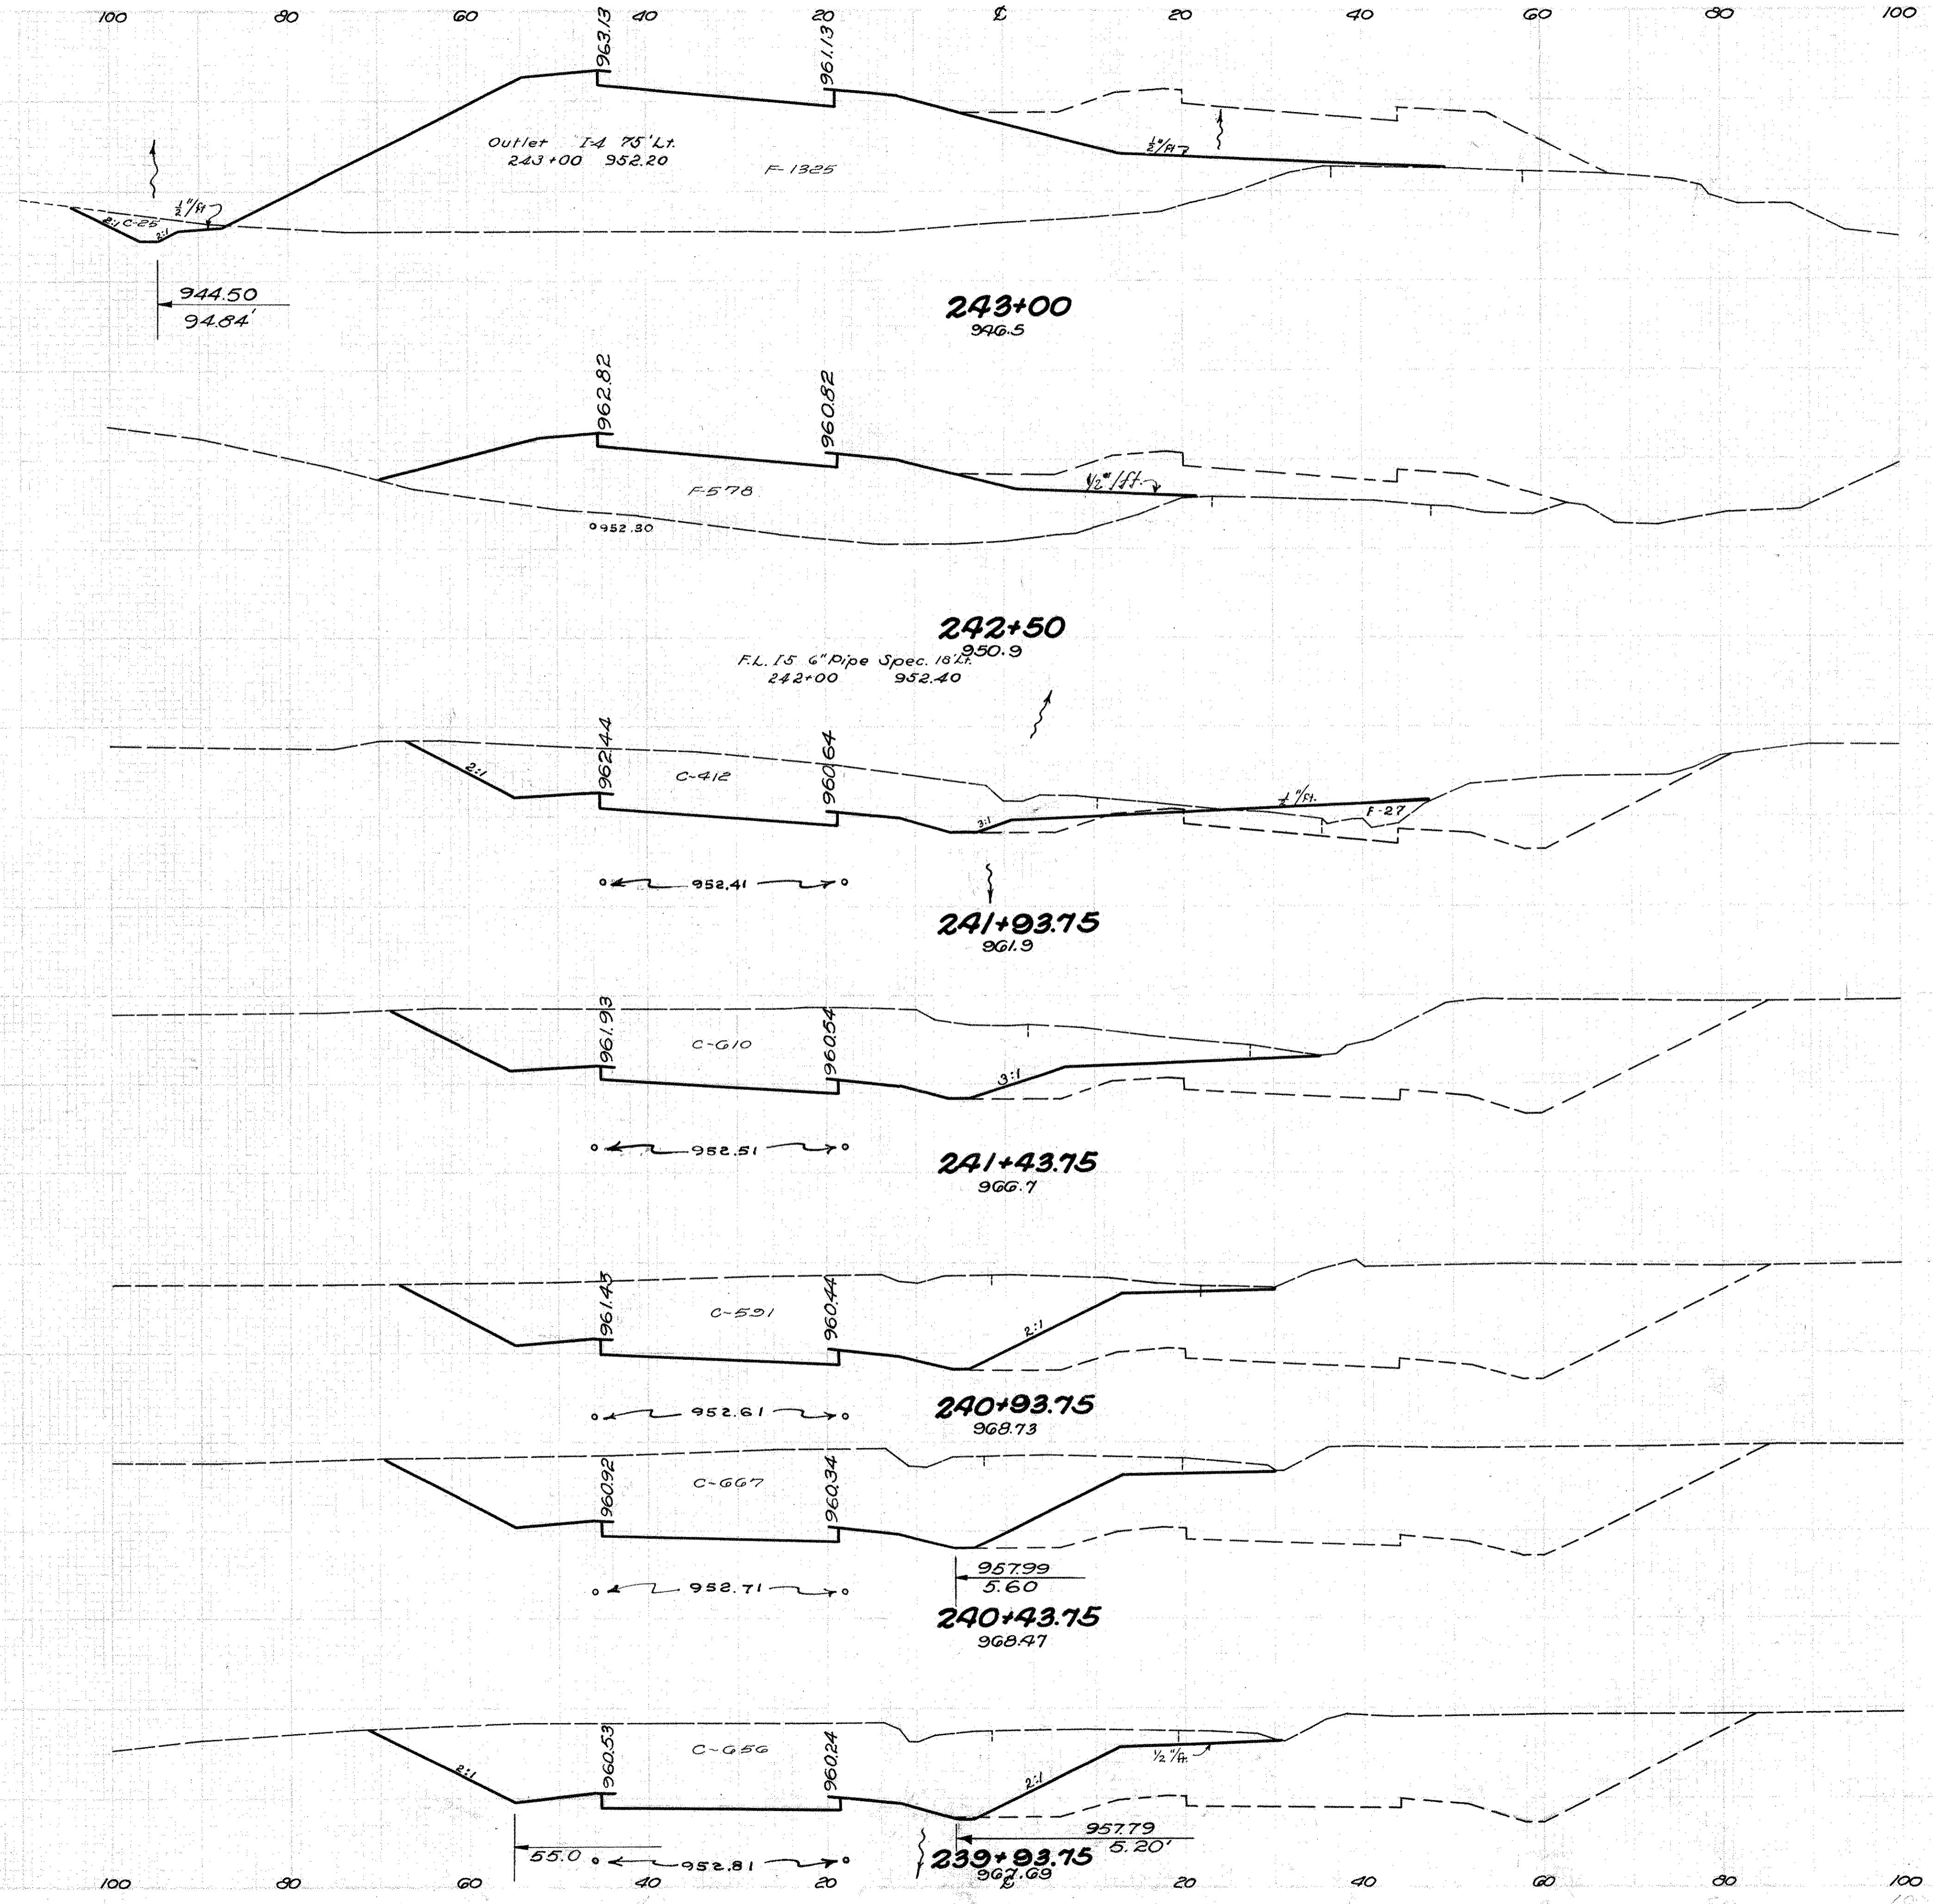 100 80 60 40 20 ℄ 20 40 60 80 100
963.13
961.13
Outlet I-4 75' Lt.
243+00 952.20
F-1325
1/2"/ft
1/2"/ft
2:1 C-25 2:1
944.50
94.84'
243+00
946.5
962.82
960.82
F-578
1/2"/ft.
952.30
242+50
950.9
F.L. I5 6" Pipe Spec. 18' Lt.
242+00 952.40
962.44
960.64
2:1
C-412
3:1
1/2"/ft.
F-27
952.41
241+93.75
961.9
961.93
960.54
C-610
3:1
952.51
241+43.75
966.7
961.45
960.44
C-591
2:1
952.61
240+93.75
968.73
960.92
960.34
C-667
957.99
5.60
952.71
240+43.75
968.47
960.53
960.24
C-656
2:1
2:1
1/2"/ft.
957.79
5.20'
55.0
952.81
239+93.75
967.69
100 80 60 40 20 ℄ 20 40 60 80 100